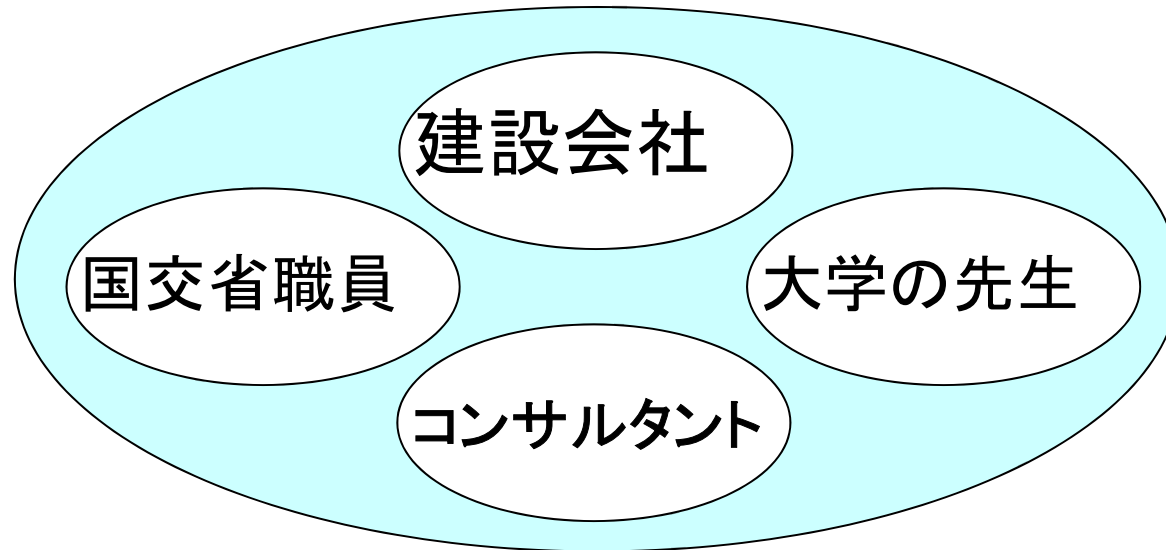 建設会社
国交省職員
大学の先生
コンサルタント